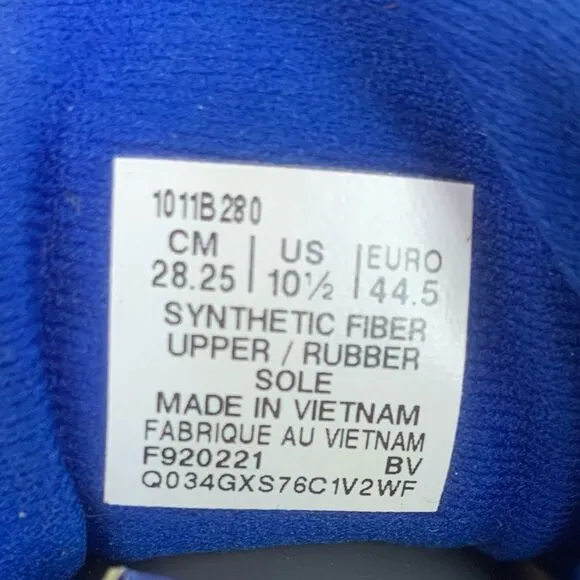 1011B280
CM | US | EURO
28.25 | 10½ | 44.5
SYNTHETIC FIBER
UPPER / RUBBER
SOLE
MADE IN VIETNAM
FABRIQUE AU VIETNAM
F920221 BV
Q034GXS76C1V2WF